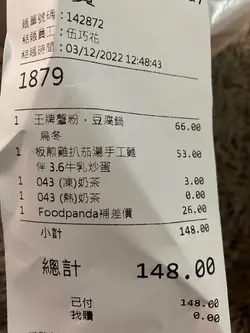 賬單號碼：142872
結賬員工：伍巧花
結賬時間：03/12/2022 12:48:43
1879
1 王牌蟹粉，豆腐鍋 66.00
烏冬
1 板煎雞扒茄湯手工麵 53.00
伴 3.6牛乳炒蛋
1 043 (凍)奶茶 3.00
1 043 (熱)奶茶 0.00
1 Foodpanda補差價 26.00
小計 148.00
總計 148.00
已付 148.00
找贖 0.00